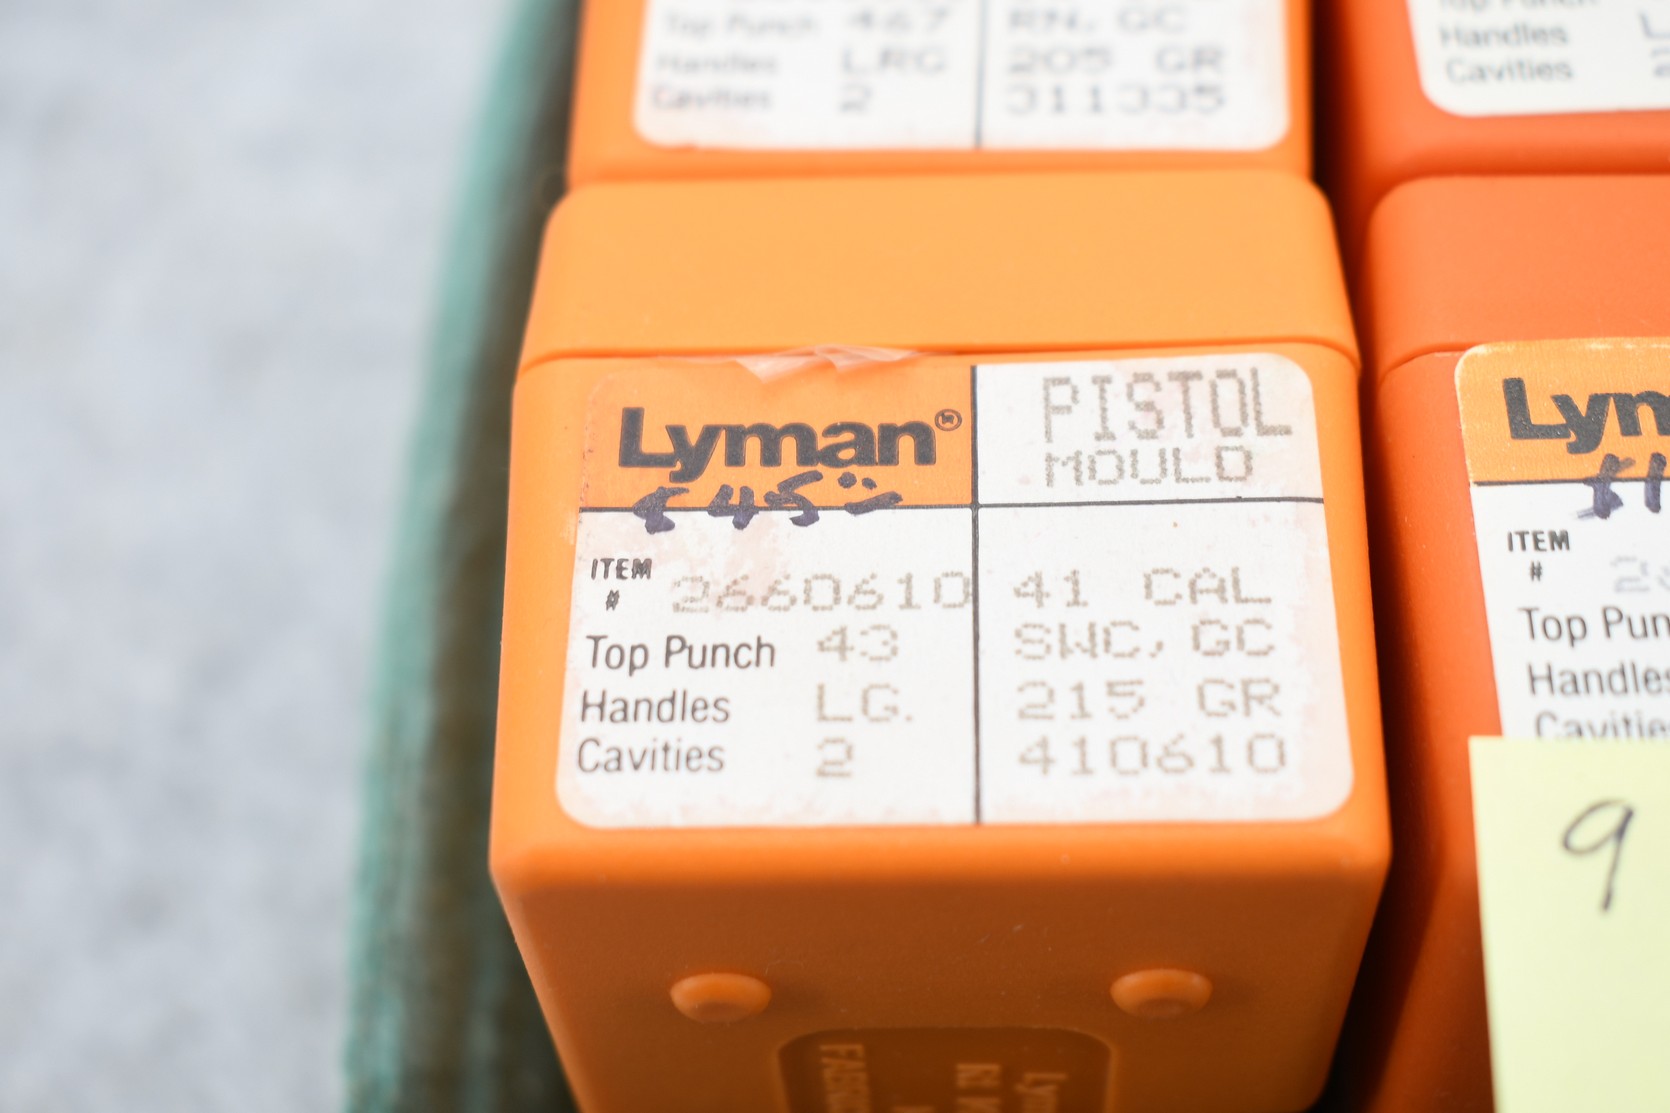 Top Punch 467
Handles LRG
Cavities 2
RN, GC
205 GR
311335
Handles
Cavities
Lyman®
PISTOL
MOULD
ITEM
# 2660610
Top Punch 43
Handles LG.
Cavities 2
41 CAL
SWC, GC
215 GR
410610
ITEM
#
Top Pun
Handles
Cavities
9